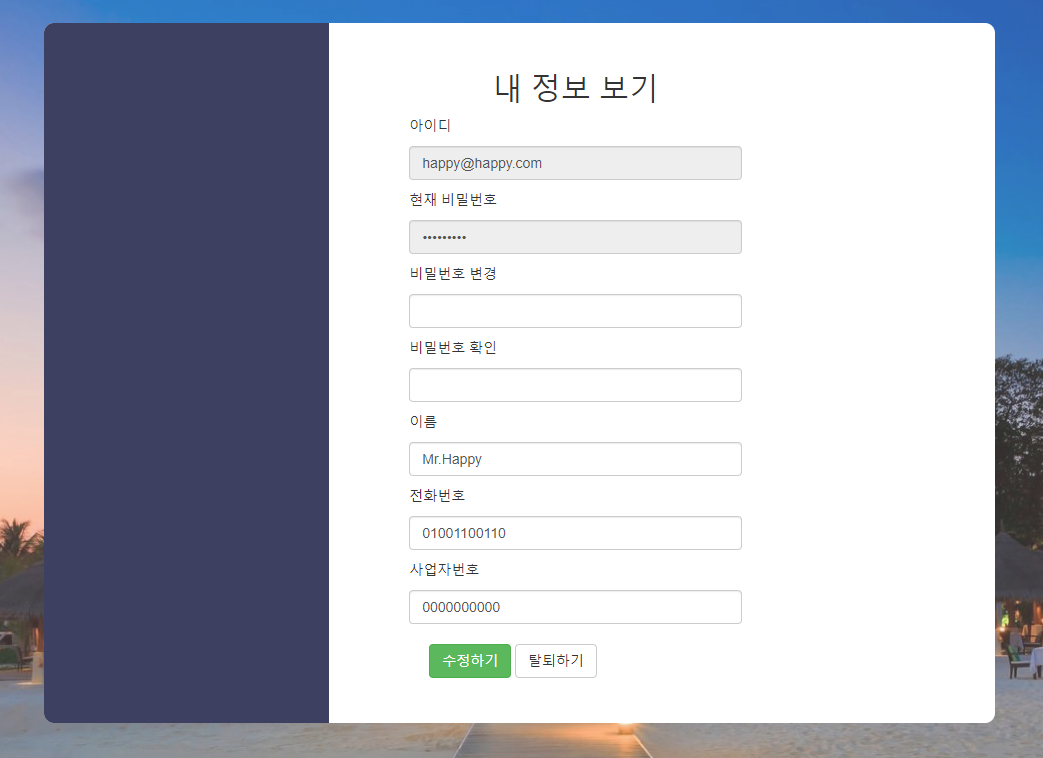 내 정보 보기
아이디
happy@happy.com
현재 비밀번호
•••••••••
비밀번호 변경
비밀번호 확인
이름
Mr.Happy
전화번호
01001100110
사업자번호
0000000000
수정하기 탈퇴하기